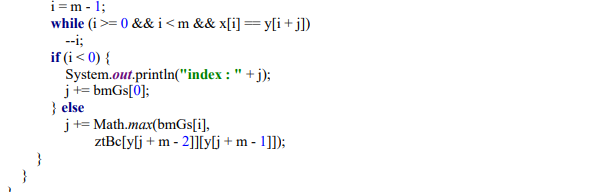 i = m - 1;
while (i >= 0 && i < m && x[i] == y[i + j])
--i;
if (i < 0) {
System.out.println("index : " + j);
j += bmGs[0];
} else
j += Math.max(bmGs[i],
ztBc[y[j + m - 2]][y[j + m - 1]]);
}
}